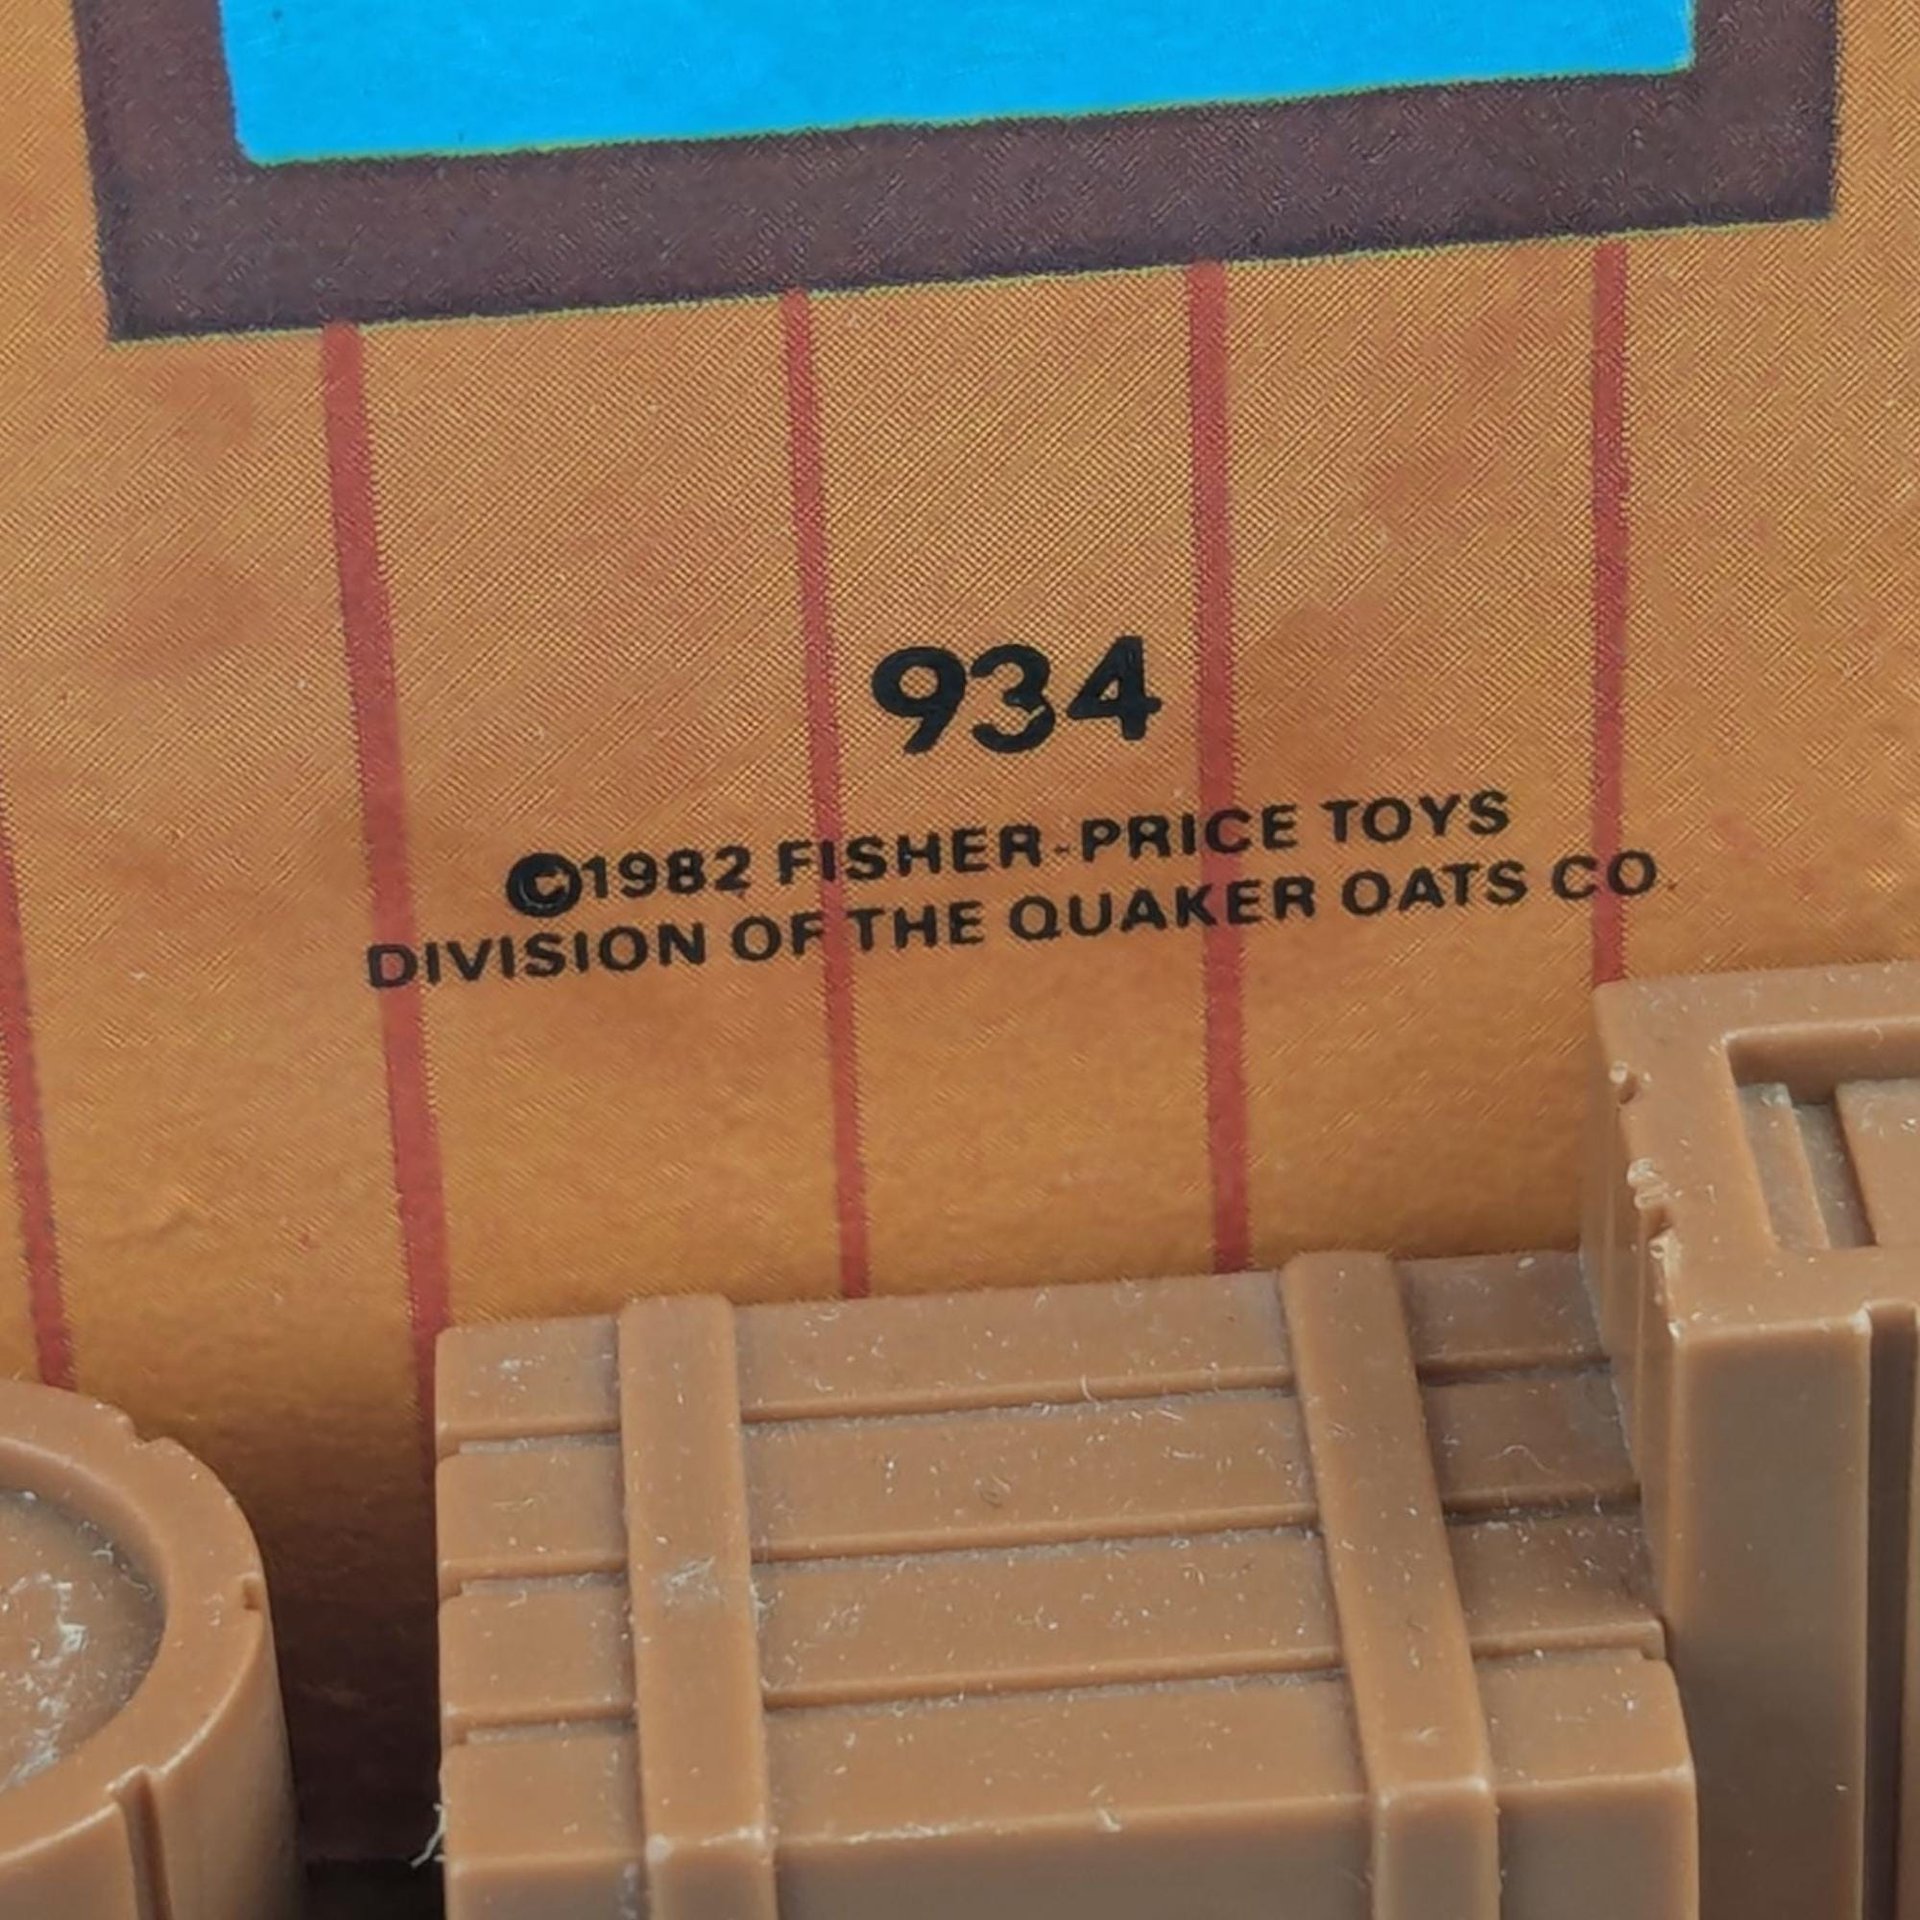 934
©1982 FISHER-PRICE TOYS
DIVISION OF THE QUAKER OATS CO.